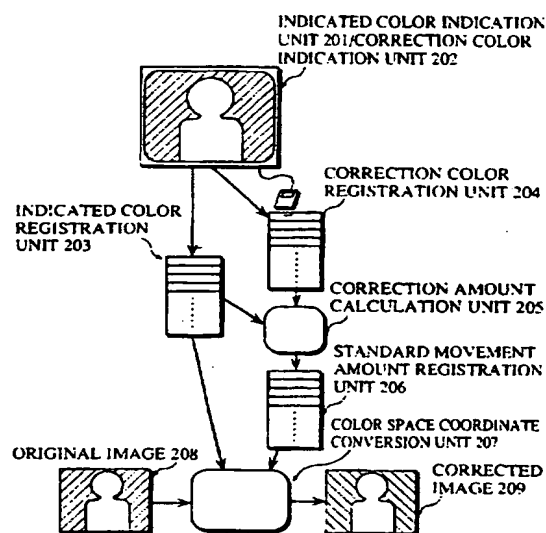 INDICATED COLOR INDICATION
UNIT 201/CORRECTION COLOR
INDICATION UNIT 202
CORRECTION COLOR
REGISTRATION UNIT 204
INDICATED COLOR
REGISTRATION
UNIT 203
CORRECTION AMOUNT
CALCULATION UNIT 205
STANDARD MOVEMENT
AMOUNT REGISTRATION
UNIT 206
COLOR SPACE COORDINATE
CONVERSION UNIT 207
ORIGINAL IMAGE 208
CORRECTED
IMAGE 209